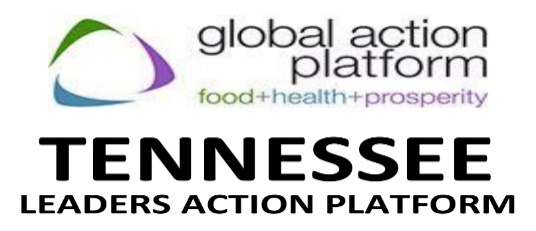 global action
platform
food+health+prosperity
TENNESSEE
LEADERS ACTION PLATFORM